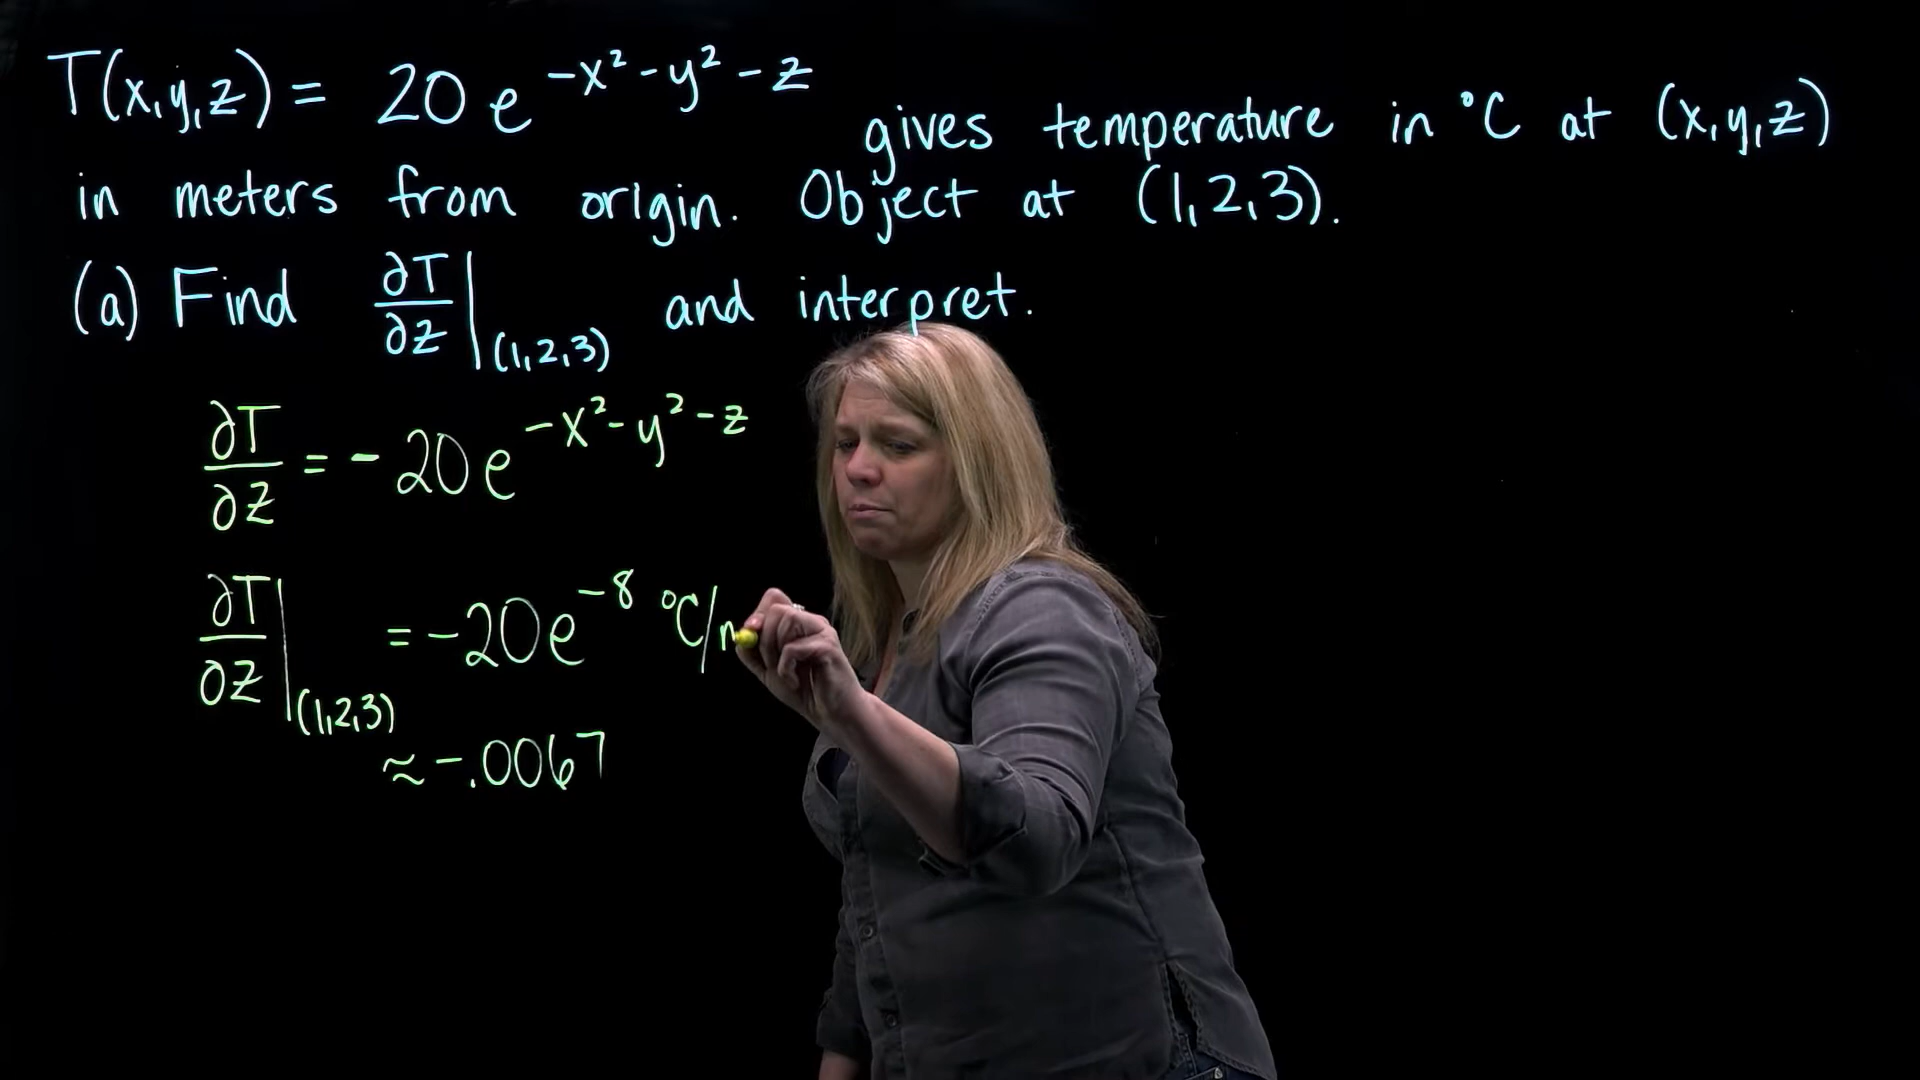 T(x,y,z) = 20 e^{-x² - y² - z} gives temperature in °C at (x,y,z)
in meters from origin. Object at (1,2,3).
(a) Find ∂T/∂z |_(1,2,3) and interpret.
∂T/∂z = - 20 e^{-x² - y² - z}
∂T/∂z |_(1,2,3) = -20e^{-8} °C/m
≈ -.0067